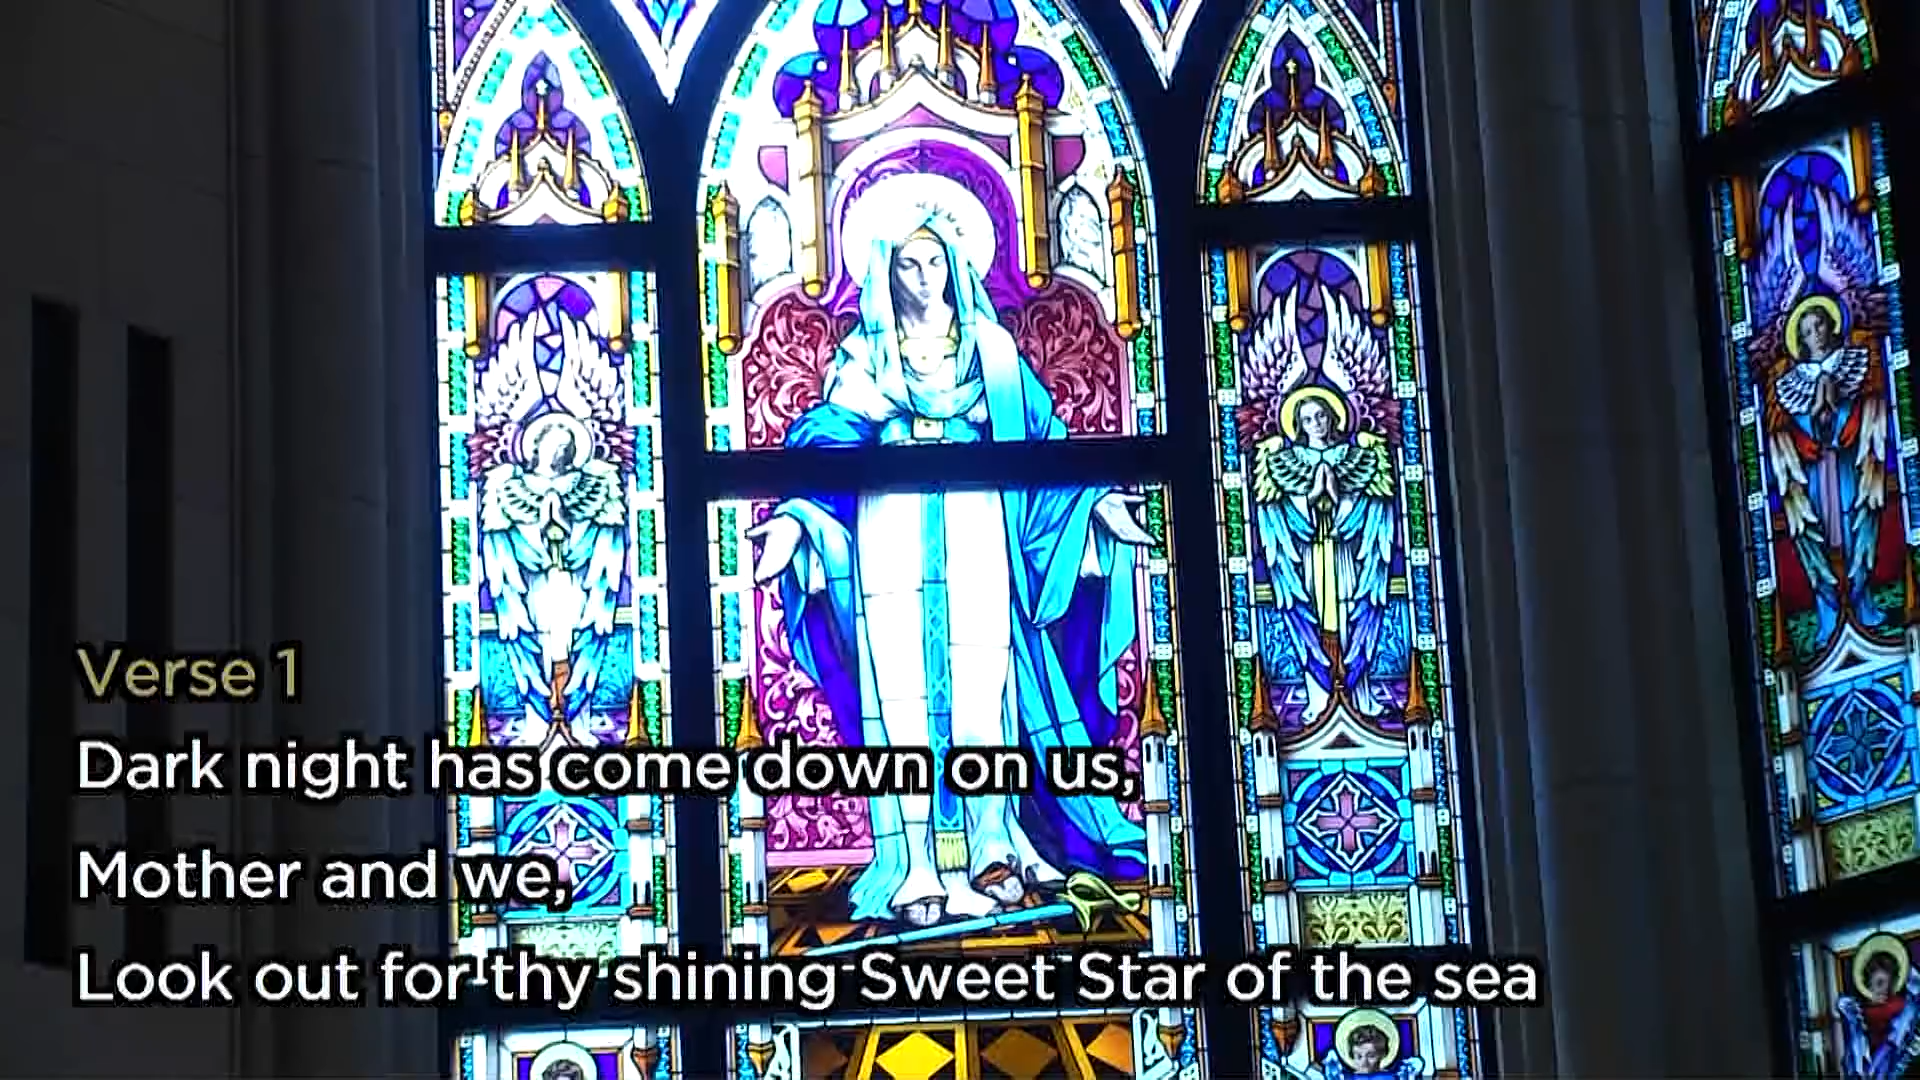 Verse 1
Dark night has come down on us,
Mother and we,
Look out for thy shining Sweet Star of the sea